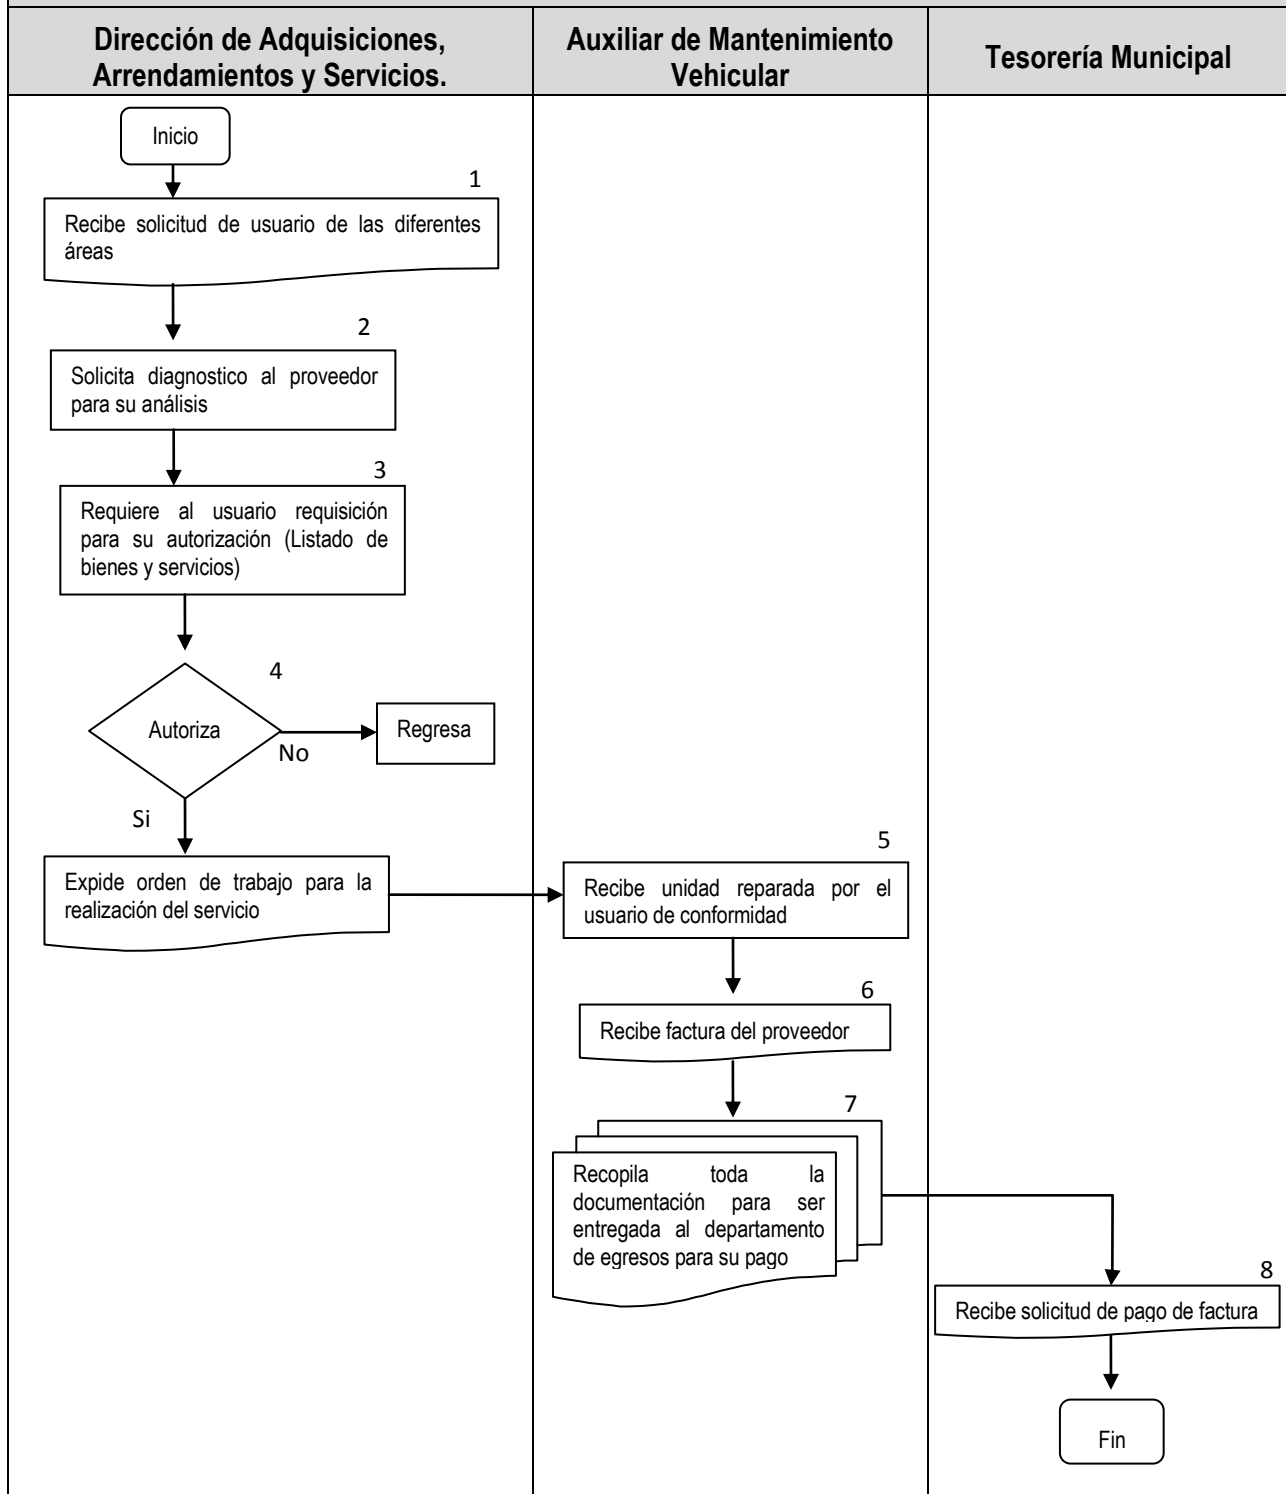 Dirección de Adquisiciones,
Arrendamientos y Servicios.
Auxiliar de Mantenimiento
Vehicular
Tesorería Municipal
Inicio
1
Recibe solicitud de usuario de las diferentes
áreas
2
Solicita diagnostico al proveedor
para su análisis
3
Requiere al usuario requisición
para su autorización (Listado de
bienes y servicios)
4
Autoriza
No
Regresa
Si
Expide orden de trabajo para la
realización del servicio
5
Recibe unidad reparada por el
usuario de conformidad
6
Recibe factura del proveedor
7
Recopila toda la
documentación para ser
entregada al departamento
de egresos para su pago
8
Recibe solicitud de pago de factura
Fin